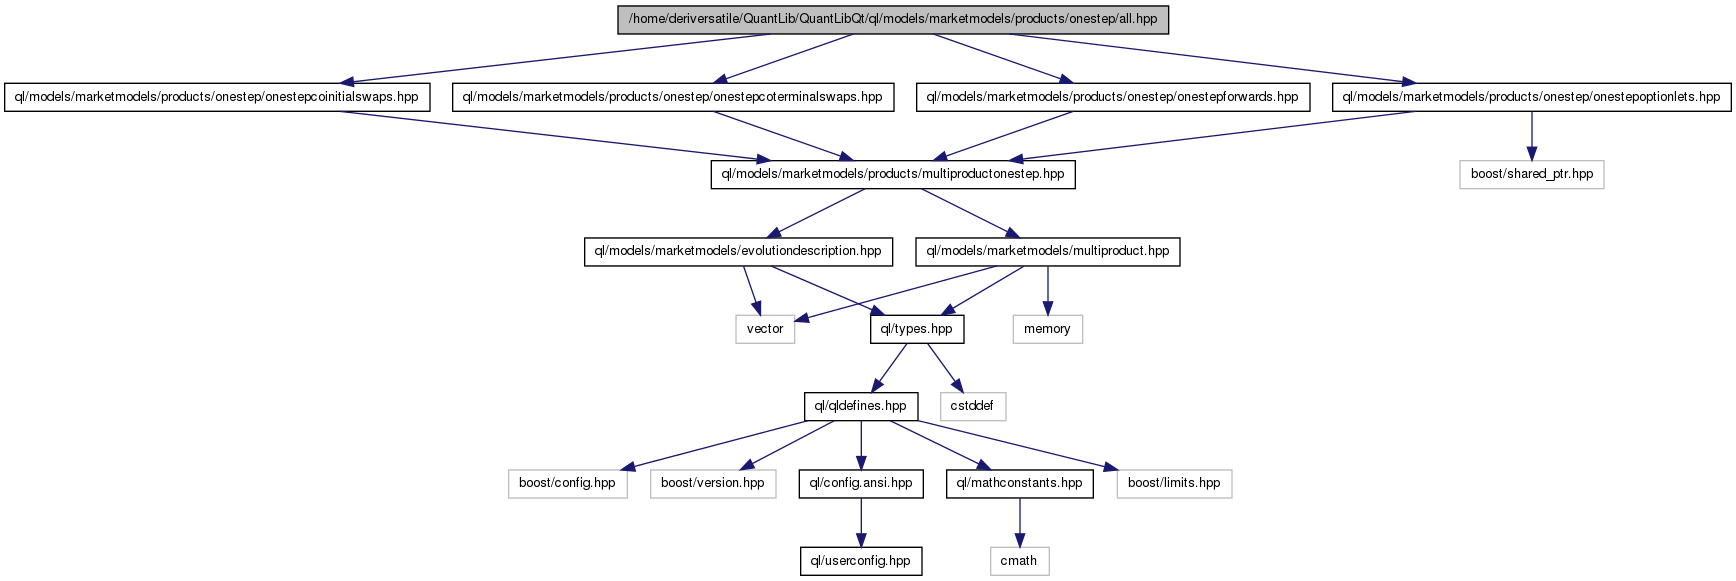 /home/deriversatile/QuantLib/QuantLibQt/ql/models/marketmodels/products/onestep/all.hpp
ql/models/marketmodels/products/onestep/onestepcoinitialswaps.hpp
ql/models/marketmodels/products/onestep/onestepcoterminalswaps.hpp
ql/models/marketmodels/products/onestep/onestepforwards.hpp
ql/models/marketmodels/products/onestep/onestepoptionlets.hpp
ql/models/marketmodels/products/multiproductonestep.hpp
boost/shared_ptr.hpp
ql/models/marketmodels/evolutiondescription.hpp
ql/models/marketmodels/multiproduct.hpp
vector
ql/types.hpp
memory
ql/qldefines.hpp
cstddef
boost/config.hpp
boost/version.hpp
ql/config.ansi.hpp
ql/mathconstants.hpp
boost/limits.hpp
ql/userconfig.hpp
cmath